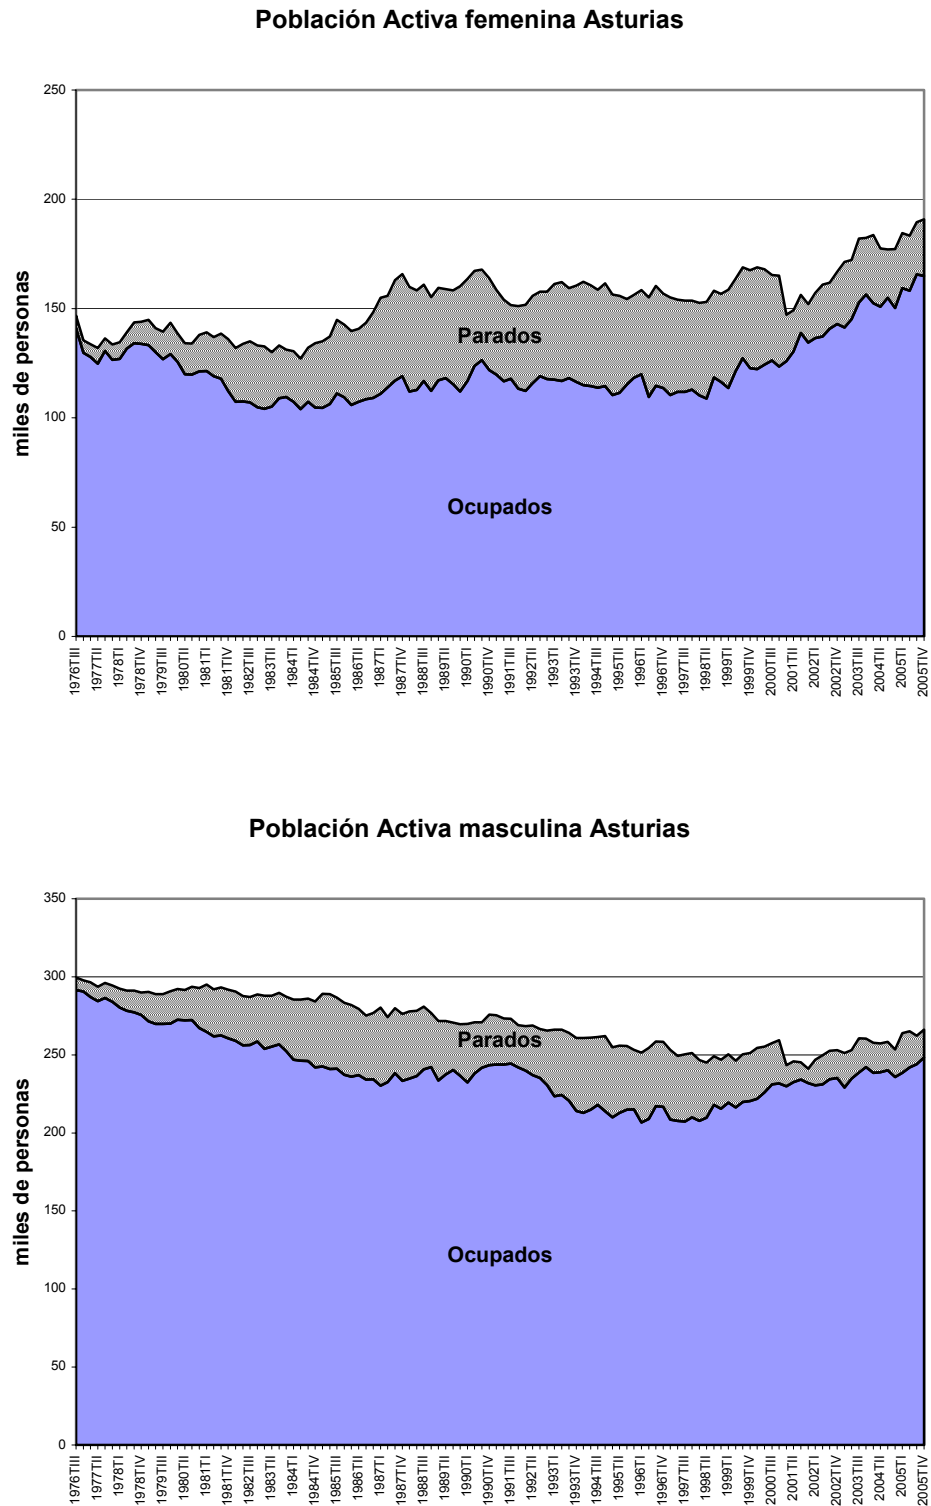 Población Activa femenina Asturias
250
200
150
100
50
0
miles de personas
Parados
Ocupados
1976TIII
1977TII
1978TI
1978TIV
1979TIII
1980TII
1981TI
1981TIV
1982TIII
1983TII
1984TI
1984TIV
1985TIII
1986TII
1987TI
1987TIV
1988TIII
1989TII
1990TI
1990TIV
1991TIII
1992TII
1993TI
1993TIV
1994TIII
1995TII
1996TI
1996TIV
1997TIII
1998TII
1999TI
1999TIV
2000TIII
2001TII
2002TI
2002TIV
2003TIII
2004TII
2005TI
2005TIV
Población Activa masculina Asturias
350
300
250
200
150
100
50
0
miles de personas
Parados
Ocupados
1976TIII
1977TII
1978TI
1978TIV
1979TIII
1980TII
1981TI
1981TIV
1982TIII
1983TII
1984TI
1984TIV
1985TIII
1986TII
1987TI
1987TIV
1988TIII
1989TII
1990TI
1990TIV
1991TIII
1992TII
1993TI
1993TIV
1994TIII
1995TII
1996TI
1996TIV
1997TIII
1998TII
1999TI
1999TIV
2000TIII
2001TII
2002TI
2002TIV
2003TIII
2004TII
2005TI
2005TIV